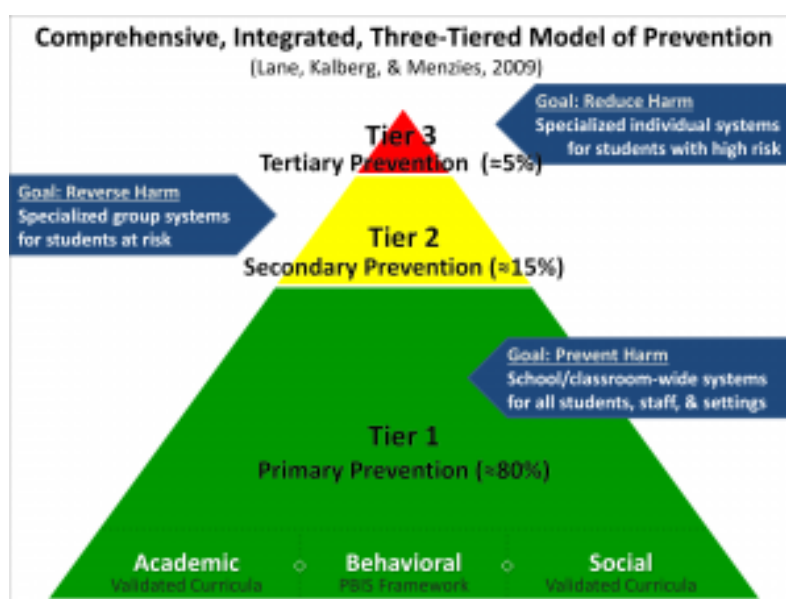 Comprehensive, Integrated, Three-Tiered Model of Prevention
(Lane, Kalberg, & Menzies, 2009)
Goal: Reduce Harm
Specialized individual systems
for students with high risk
Tier 3
Tertiary Prevention (≈5%)
Goal: Reverse Harm
Specialized group systems
for students at risk
Tier 2
Secondary Prevention (≈15%)
Goal: Prevent Harm
School/classroom-wide systems
for all students, staff, & settings
Tier 1
Primary Prevention (≈80%)
Academic ◇ Behavioral ◇ Social
Validated Curricula PBIS Framework Validated Curricula